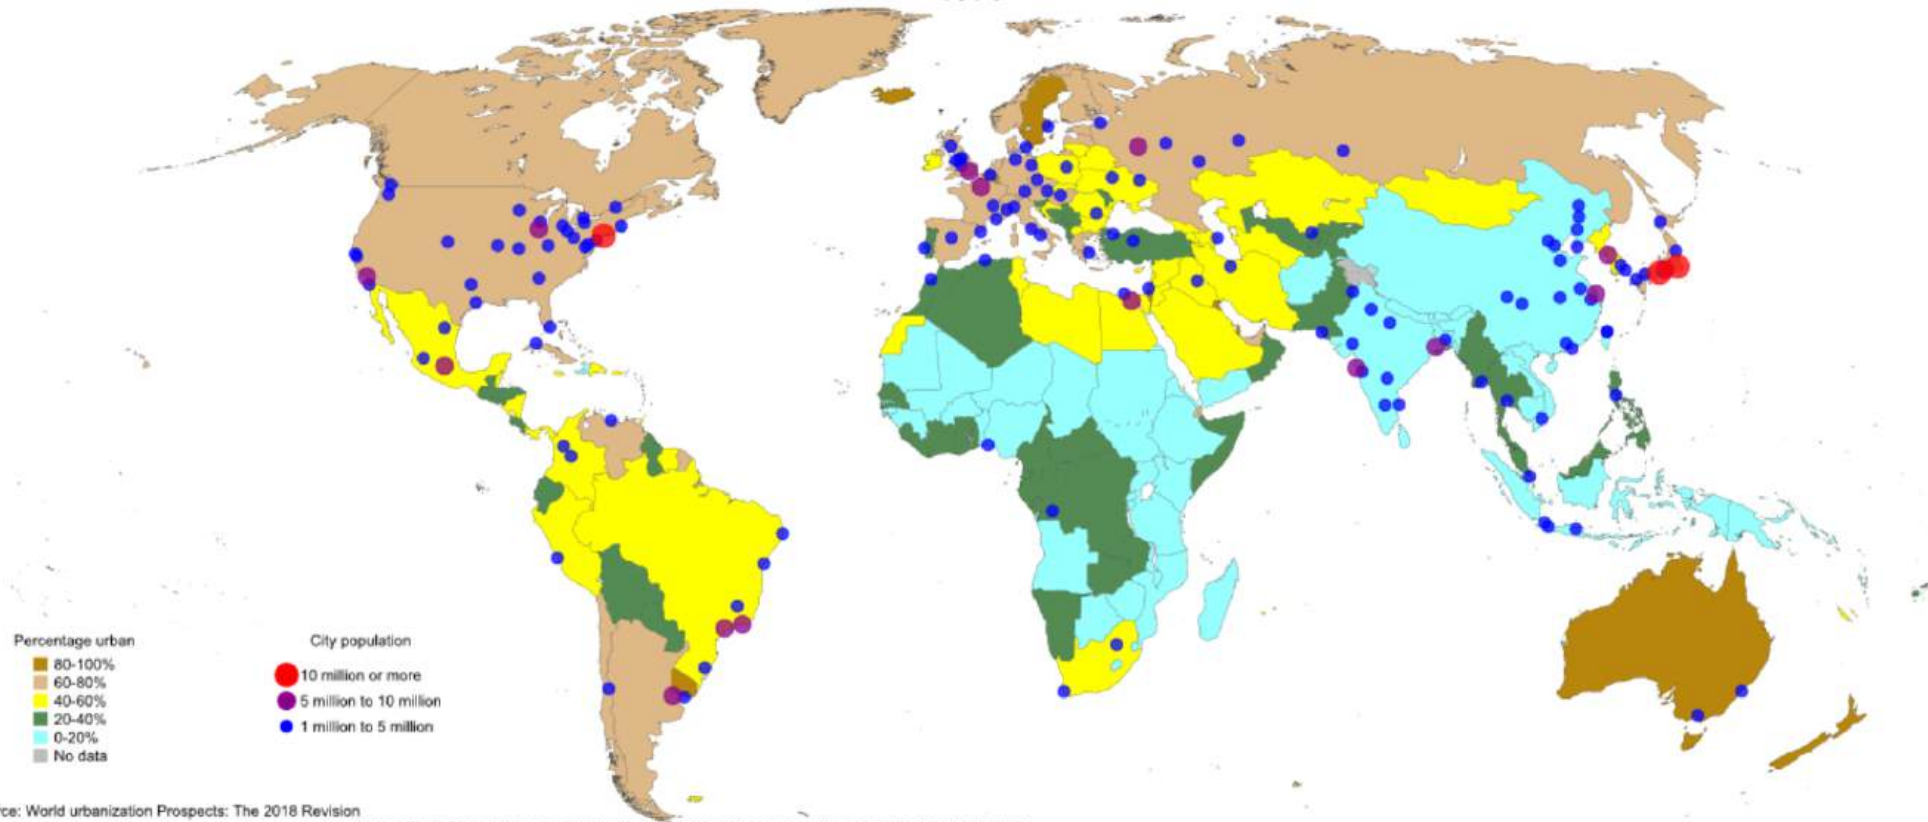 Percentage urban
80-100%
60-80%
40-60%
20-40%
0-20%
No data
City population
10 million or more
5 million to 10 million
1 million to 5 million
rce: World urbanization Prospects: The 2018 Revision